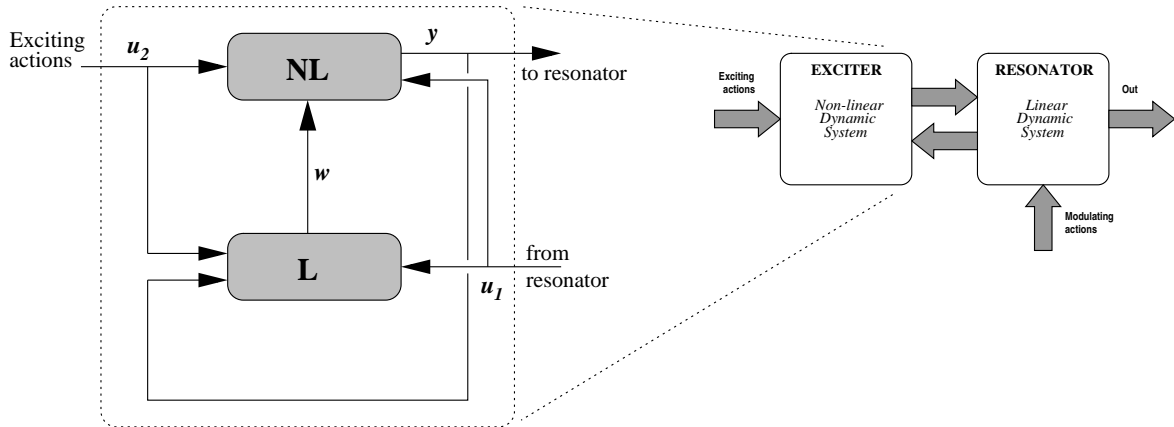 Exciting
actions
u2
y
NL
to resonator
w
L
from
resonator
u1
EXCITER
Non-linear
Dynamic
System
RESONATOR
Linear
Dynamic
System
Exciting
actions
Out
Modulating
actions